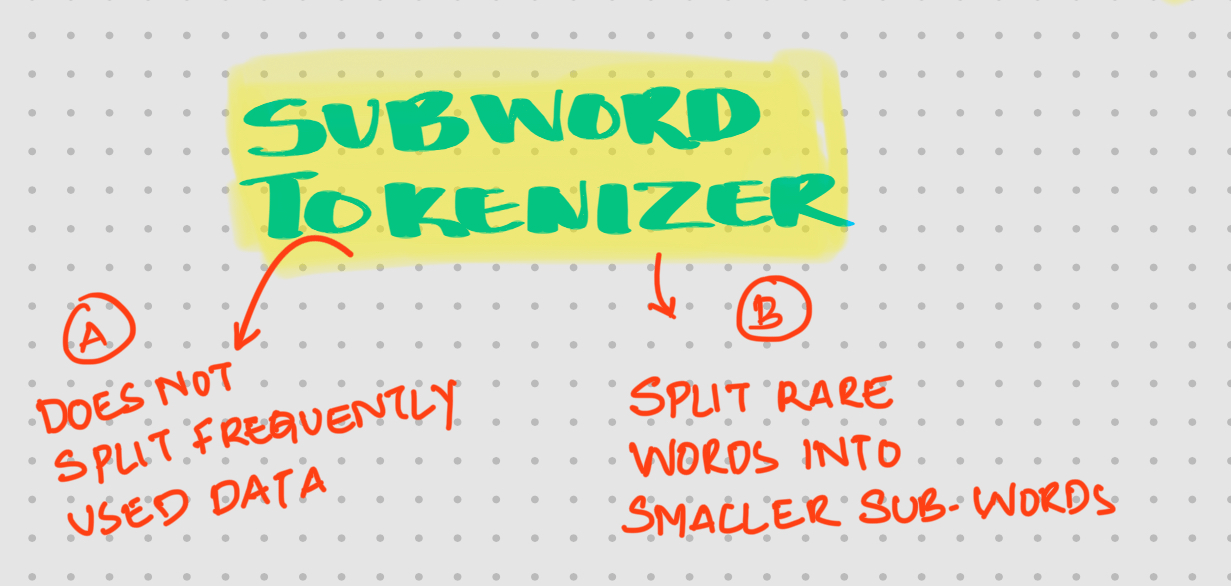 SUBWORD
TOKENIZER
A
DOES NOT
SPLIT FREQUENTLY
USED DATA
B
SPLIT RARE
WORDS INTO
SMALLER SUB-WORDS